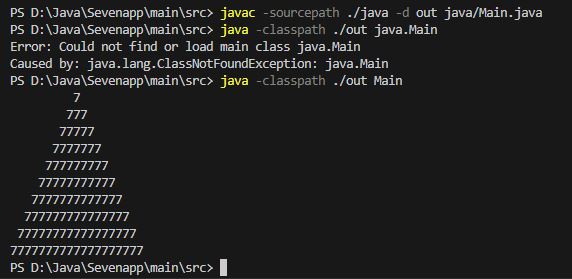 PS D:\Java\Sevenapp\main\src> javac -sourcepath ./java -d out java/Main.java
PS D:\Java\Sevenapp\main\src> java -classpath ./out java.Main
Error: Could not find or load main class java.Main
Caused by: java.lang.ClassNotFoundException: java.Main
PS D:\Java\Sevenapp\main\src> java -classpath ./out Main
         7
        777
       77777
      7777777
     777777777
    77777777777
   7777777777777
  777777777777777
 77777777777777777
7777777777777777777
PS D:\Java\Sevenapp\main\src>